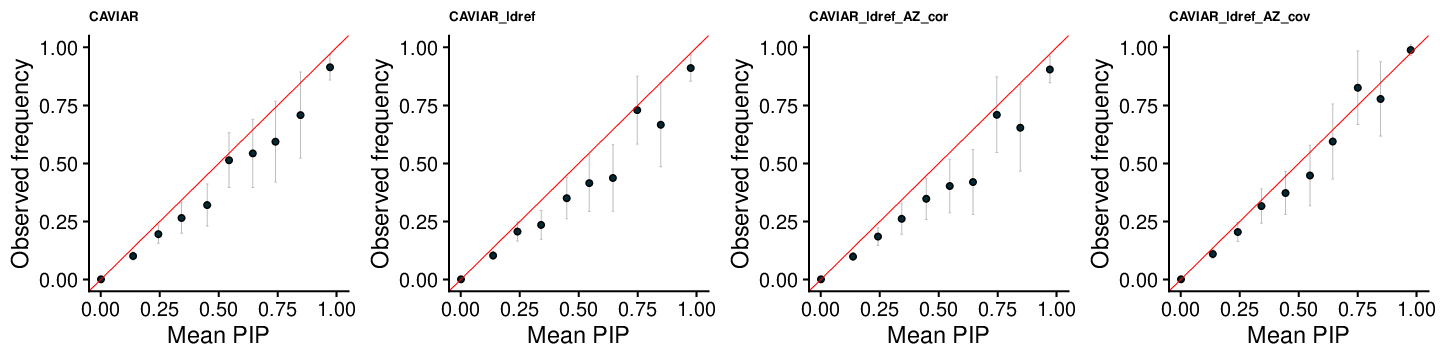 CAVIAR
1.00
0.75
0.50
0.25
0.00
Observed frequency
0.00 0.25 0.50 0.75 1.00
Mean PIP
CAVIAR_ldref
1.00
0.75
0.50
0.25
0.00
Observed frequency
0.00 0.25 0.50 0.75 1.00
Mean PIP
CAVIAR_ldref_AZ_cor
1.00
0.75
0.50
0.25
0.00
Observed frequency
0.00 0.25 0.50 0.75 1.00
Mean PIP
CAVIAR_ldref_AZ_cov
1.00
0.75
0.50
0.25
0.00
Observed frequency
0.00 0.25 0.50 0.75 1.00
Mean PIP